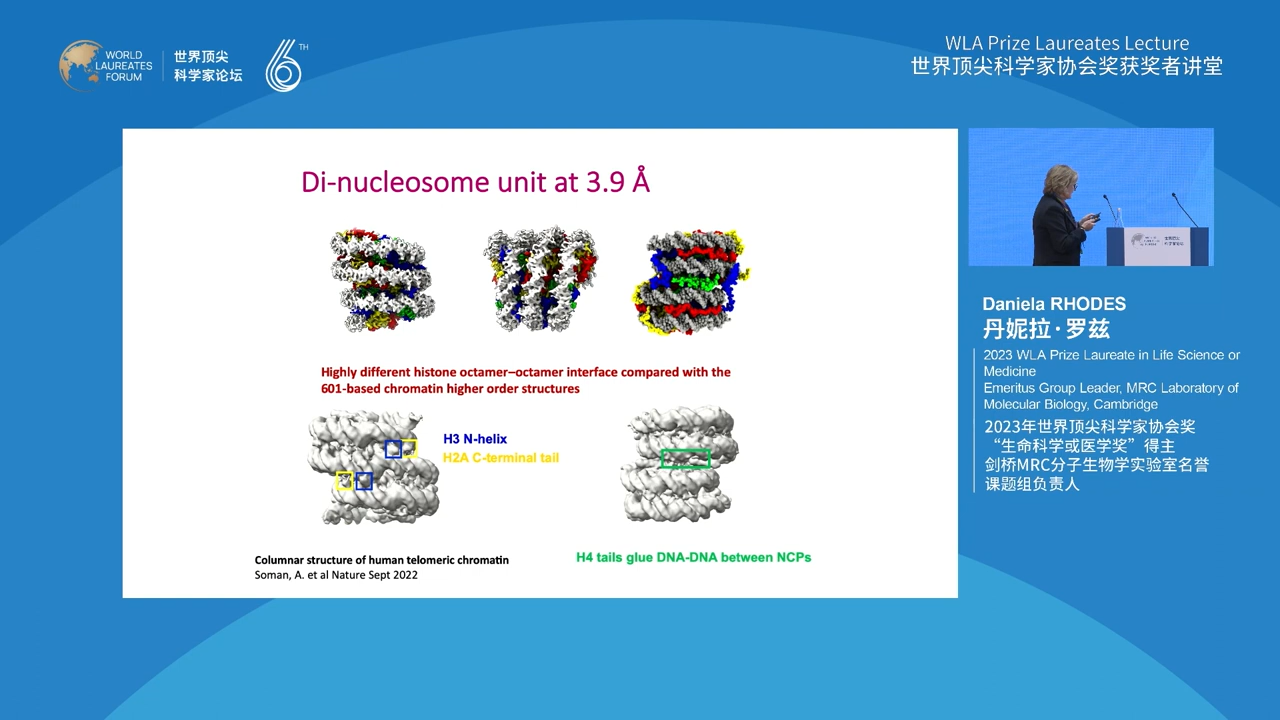 WORLD
LAUREATES
FORUM
世界顶尖
科学家论坛
6TH
WLA Prize Laureates Lecture
世界顶尖科学家协会奖获奖者讲堂
Di-nucleosome unit at 3.9 Å
Highly different histone octamer–octamer interface compared with the
601-based chromatin higher order structures
H3 N-helix
H2A C-terminal tail
Columnar structure of human telomeric chromatin
Soman, A. et al Nature Sept 2022
H4 tails glue DNA-DNA between NCPs
Daniela RHODES
丹妮拉·罗兹
2023 WLA Prize Laureate in Life Science or
Medicine
Emeritus Group Leader, MRC Laboratory of
Molecular Biology, Cambridge
2023年世界顶尖科学家协会奖
“生命科学或医学奖”得主
剑桥MRC分子生物学实验室名誉
课题组负责人